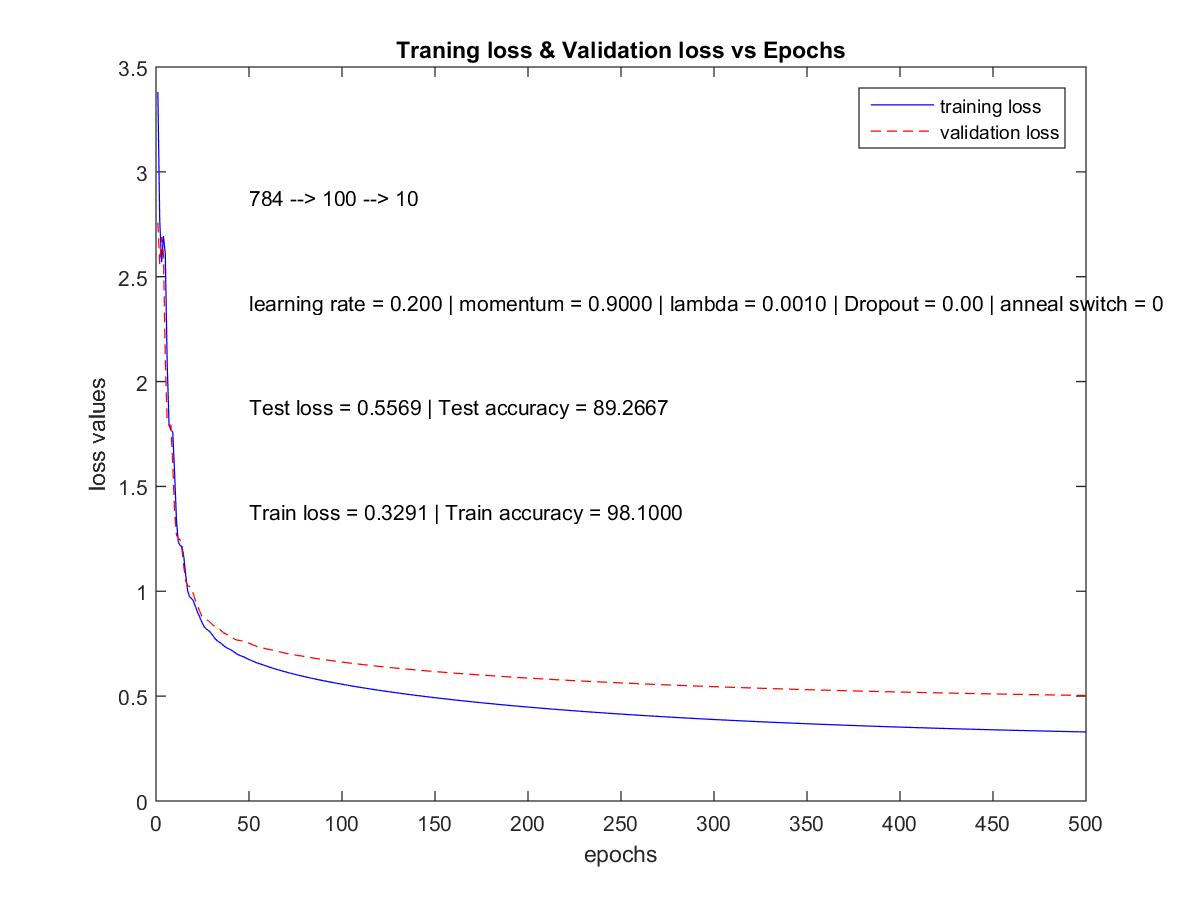 Traning loss & Validation loss vs Epochs
3.5
3
2.5
2
1.5
1
0.5
0
loss values
training loss
validation loss
784 --> 100 --> 10
learning rate = 0.200 | momentum = 0.9000 | lambda = 0.0010 | Dropout = 0.00 | anneal switch = 0
Test loss = 0.5569 | Test accuracy = 89.2667
Train loss = 0.3291 | Train accuracy = 98.1000
0 50 100 150 200 250 300 350 400 450 500
epochs